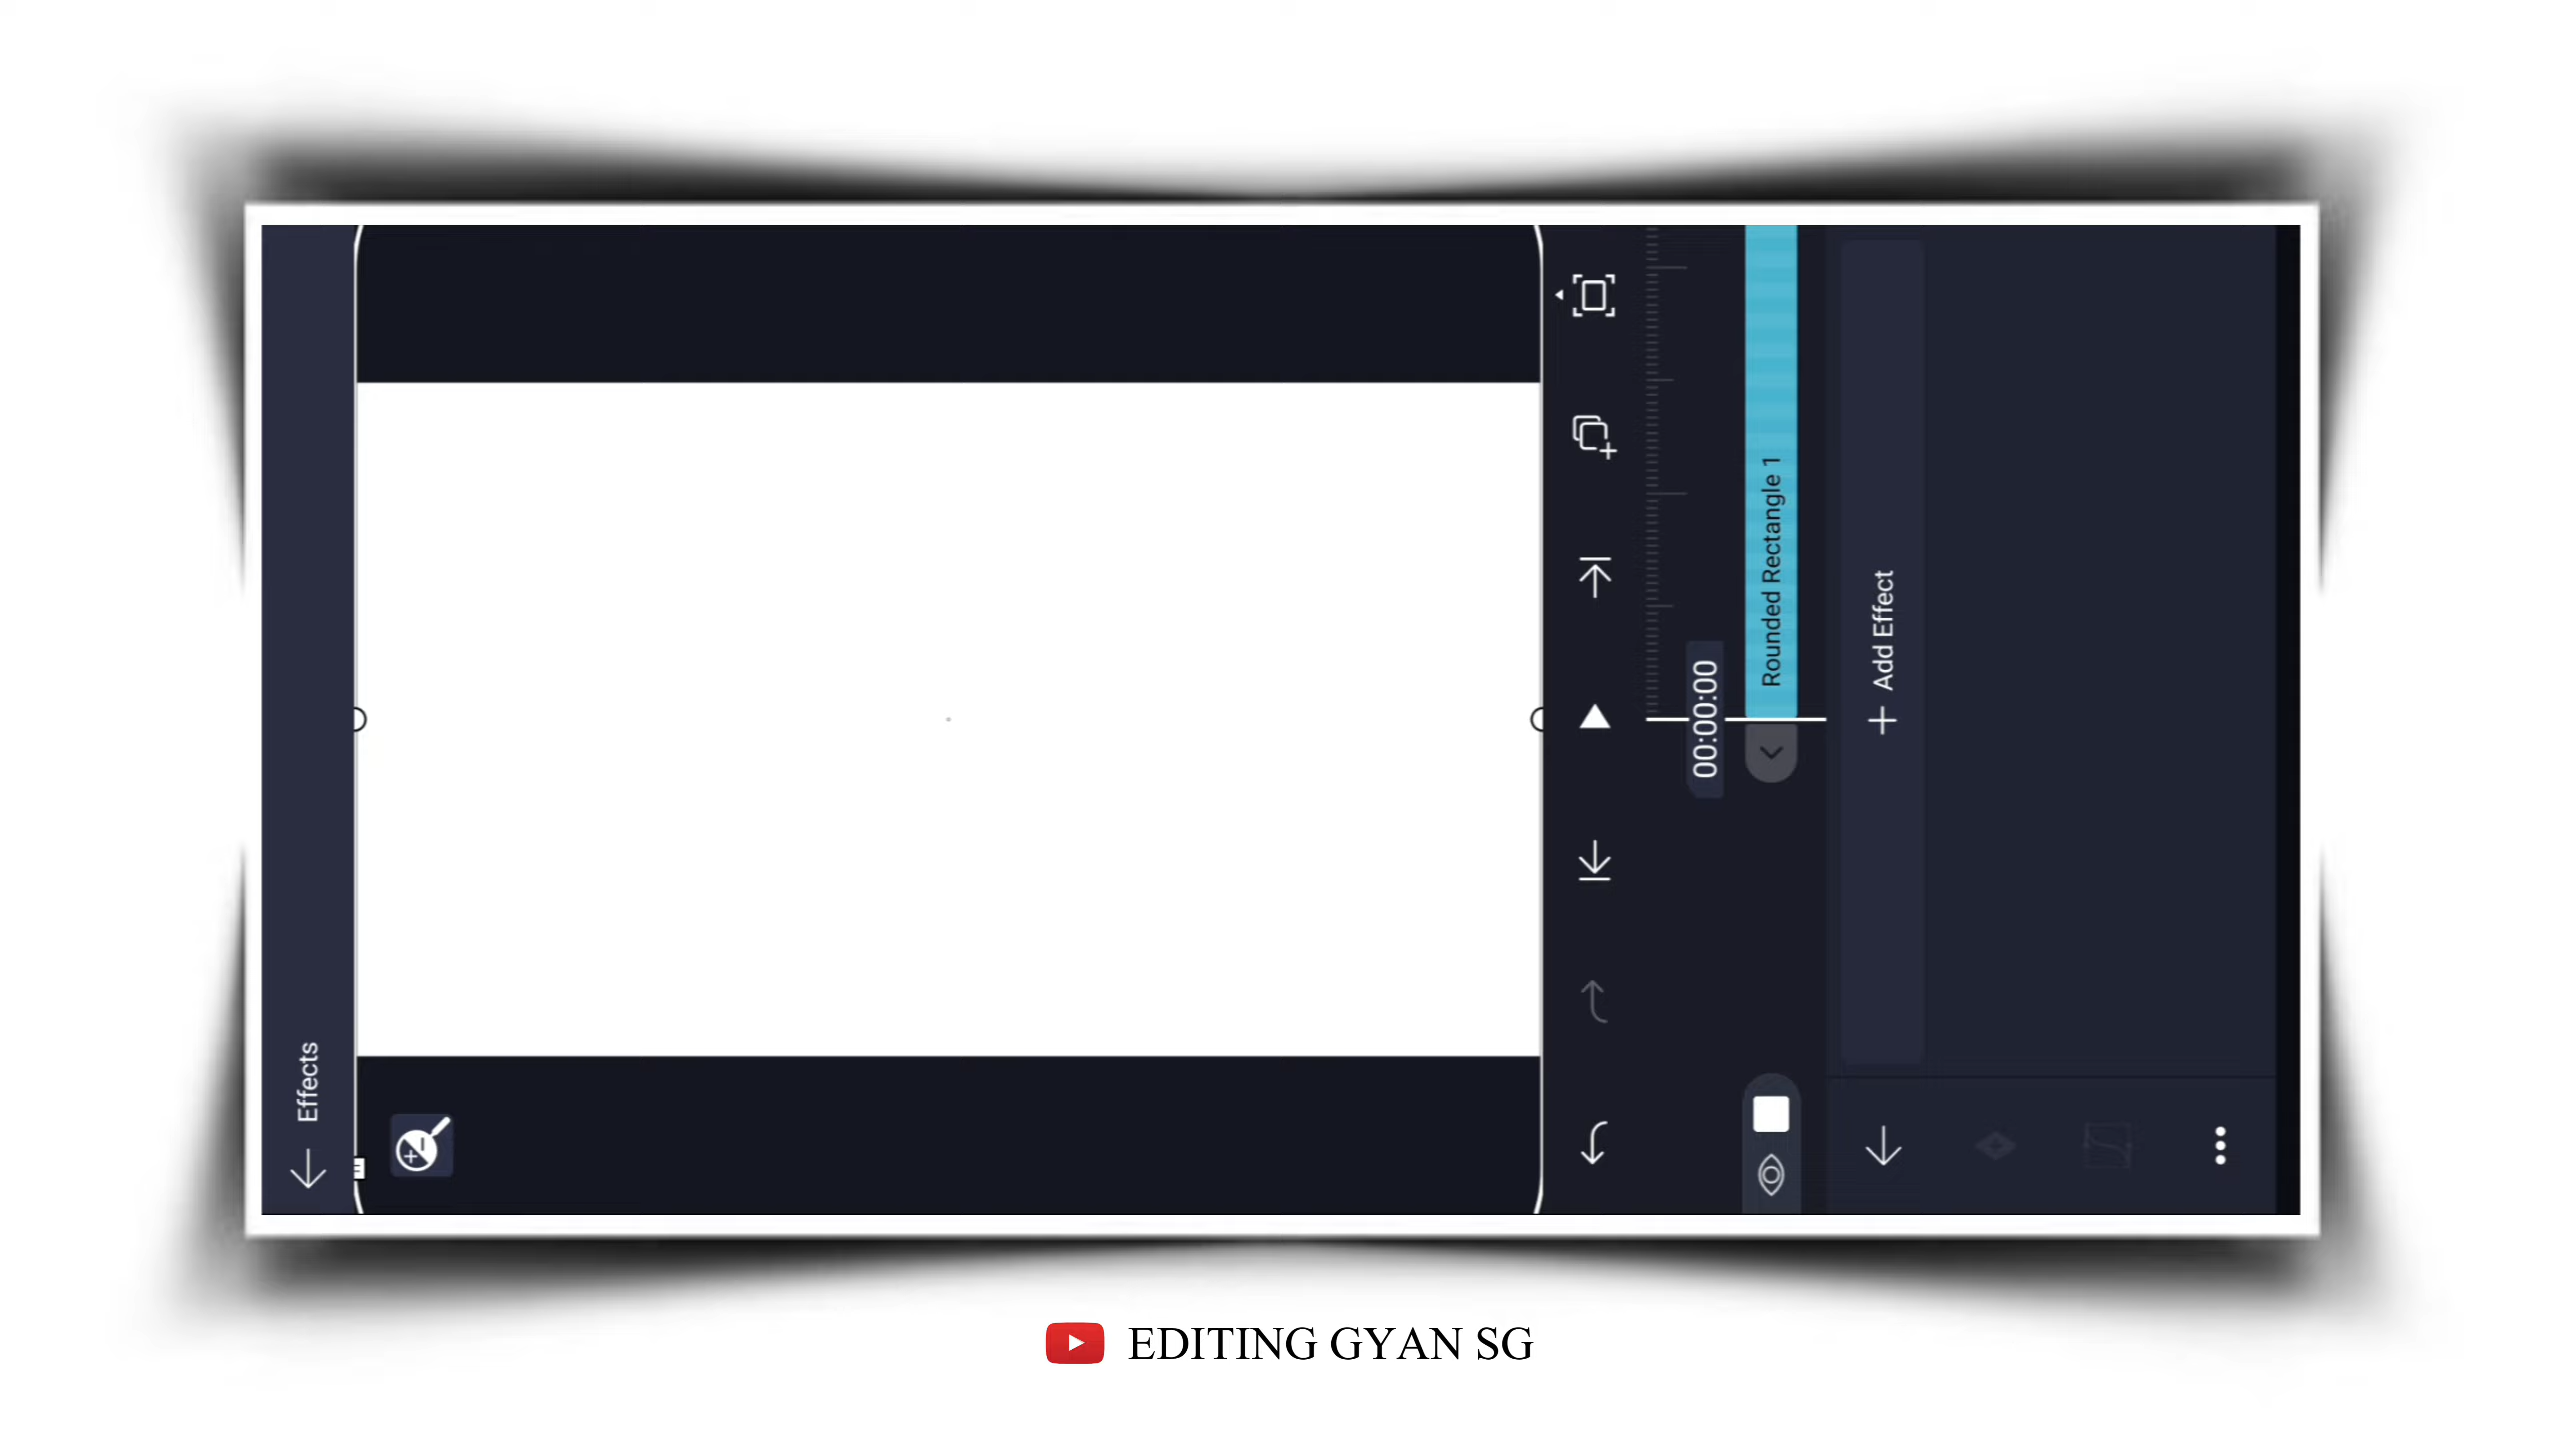 Effects
00:00:00
Rounded Rectangle 1
+ Add Effect
EDITING GYAN SG